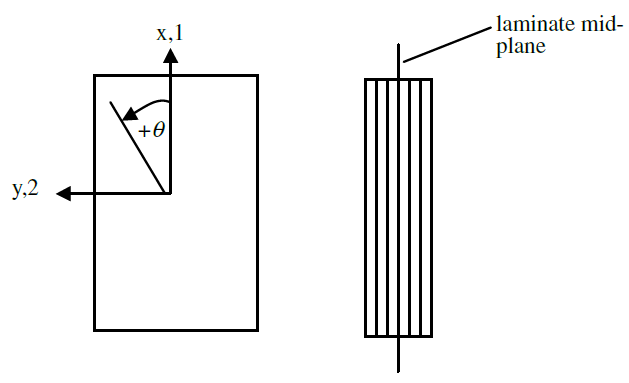 x,1
laminate mid-
plane
+θ
y,2